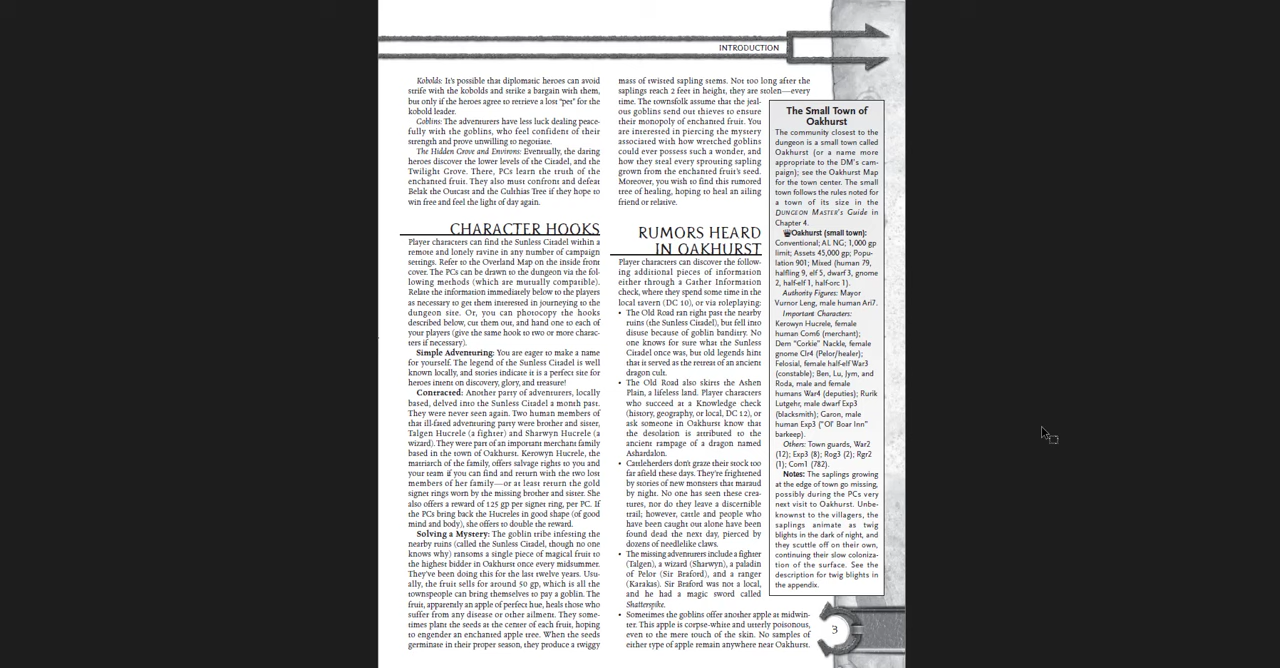 INTRODUCTION
Kobolds: It's possible that diplomatic heroes can avoid
strife with the kobolds and strike a bargain with them,
but only if the heroes agree to retrieve a lost "pet" for the
kobold leader.
Goblins: The adventurers have less luck dealing peace-
fully with the goblins, who feel confident of their
strength and prove unwilling to negotiate.
The Hidden Grove and Environs: Eventually, the daring
heroes discover the lower levels of the Citadel, and the
Twilight Grove. There, PCs learn the truth of the
enchanted fruit. They also must confront and defeat
Belak the Outcast and the Gulthias Tree if they hope to
win free and feel the light of day again.
CHARACTER HOOKS
Player characters can find the Sunless Citadel within a
remote and lonely ravine in any number of campaign
settings. Refer to the Overland Map on the inside front
cover. The PCs can be drawn to the dungeon via the fol-
lowing methods (which are mutually compatible).
Relate the information immediately below to the players
as necessary to get them interested in journeying to the
dungeon site. Or, you can photocopy the hooks
described below, cut them out, and hand one to each of
your players (give the same hook to two or more charac-
ters if necessary).
Simple Adventuring: You are eager to make a name
for yourself. The legend of the Sunless Citadel is well
known locally, and stories indicate it is a perfect site for
heroes intent on discovery, glory, and treasure!
Contracted: Another party of adventurers, locally
based, delved into the Sunless Citadel a month past.
They were never seen again. Two human members of
that ill-fated adventuring party were brother and sister,
Talgen Hucrele (a fighter) and Sharwyn Hucrele (a
wizard). They were part of an important merchant family
based in the town of Oakhurst. Kerowyn Hucrele, the
matriarch of the family, offers salvage rights to you and
your team if you can find and return with the two lost
members of her family—or at least return the gold
signet rings worn by the missing brother and sister. She
also offers a reward of 125 gp per signet ring, per PC. If
the PCs bring back the Hucreles in good shape (of good
mind and body), she offers to double the reward.
Solving a Mystery: The goblin tribe infesting the
nearby ruins (called the Sunless Citadel, though no one
knows why) ransoms a single piece of magical fruit to
the highest bidder in Oakhurst once every midsummer.
They've been doing this for the last twelve years. Usu-
ally, the fruit sells for around 50 gp, which is all the
townspeople can bring themselves to pay a goblin. The
fruit, apparently an apple of perfect hue, heals those who
suffer from any disease or other ailment. They some-
times plant the seeds at the center of each fruit, hoping
to engender an enchanted apple tree. When the seeds
germinate in their proper season, they produce a twiggy
mass of twisted sapling stems. Not too long after the
saplings reach 2 feet in height, they are stolen—every
time. The townsfolk assume that the jeal-
ous goblins send out thieves to ensure
their monopoly of enchanted fruit. You
are interested in piercing the mystery
associated with how wretched goblins
could ever possess such a wonder, and
how they steal every sprouting sapling
grown from the enchanted fruit's seed.
Moreover, you wish to find this rumored
tree of healing, hoping to heal an ailing
friend or relative.
RUMORS HEARD
IN OAKHURST
Player characters can discover the follow-
ing additional pieces of information
either through a Gather Information
check, where they spend some time in the
local tavern (DC 10), or via roleplaying:
• The Old Road ran right past the nearby
ruins (the Sunless Citadel), but fell into
disuse because of goblin banditry. No
one knows for sure what the Sunless
Citadel once was, but old legends hint
that is served as the retreat of an ancient
dragon cult.
• The Old Road also skirts the Ashen
Plain, a lifeless land. Player characters
who succeed at a Knowledge check
(history, geography, or local, DC 12), or
ask someone in Oakhurst know that
the desolation is attributed to the
ancient rampage of a dragon named
Ashardalon.
• Cattleherders don't graze their stock too
far afield these days. They're frightened
by stories of new monsters that maraud
by night. No one has seen these crea-
tures, nor do they leave a discernible
trail; however, cattle and people who
have been caught out alone have been
found dead the next day, pierced by
dozens of needlelike claws.
• The missing adventurers include a fighter
(Talgen), a wizard (Sharwyn), a paladin
of Pelor (Sir Braford), and a ranger
(Karakas). Sir Braford was not a local,
and he had a magic sword called
Shatterspike.
• Sometimes the goblins offer another apple at midwin-
ter. This apple is corpse-white and utterly poisonous,
even to the mere touch of the skin. No samples of
either type of apple remain anywhere near Oakhurst.
The Small Town of
Oakhurst
The community closest to the
dungeon is a small town called
Oakhurst (or a name more
appropriate to the DM's cam-
paign); see the Oakhurst Map
for the town center. The small
town follows the rules noted for
a town of its size in the
DUNGEON MASTER's Guide in
Chapter 4.
Oakhurst (small town):
Conventional; AL NG; 1,000 gp
limit; Assets 45,000 gp; Popu-
lation 901; Mixed (human 79,
halfling 9, elf 5, dwarf 3, gnome
2, half-elf 1, half-orc 1).
Authority Figures: Mayor
Vurnor Leng, male human Ari7.
Important Characters:
Kerowyn Hucrele, female
human Com6 (merchant);
Dem "Corkie" Nackle, female
gnome Clr4 (Pelor/healer);
Felosial, female half-elf War3
(constable); Ben, Lu, Jym, and
Roda, male and female
humans War4 (deputies); Rurik
Lutgehr, male dwarf Exp3
(blacksmith); Garon, male
human Exp3 ("Ol' Boar Inn"
barkeep).
Others: Town guards, War2
(12); Exp3 (8); Rog3 (2); Rgr2
(1); Com1 (782).
Notes: The saplings growing
at the edge of town go missing,
possibly during the PCs very
next visit to Oakhurst. Unbe-
knownst to the villagers, the
saplings animate as twig
blights in the dark of night, and
they scuttle off on their own,
continuing their slow coloniza-
tion of the surface. See the
description for twig blights in
the appendix.
3